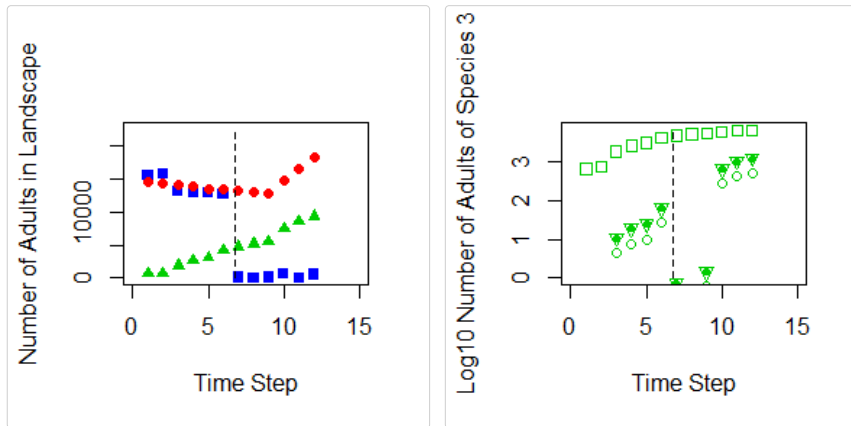 Number of Adults in Landscape
10000
0
0 5 10 15
Time Step
Log10 Number of Adults of Species 3
3
2
1
0
0 5 10 15
Time Step